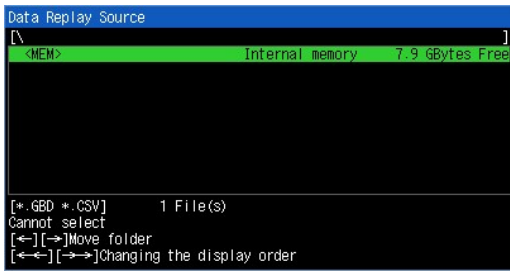 Data Replay Source
[\ ]
<MEM> Internal memory 7.9 GBytes Free
[*.GBD *.CSV] 1 File(s)
Cannot select
[←][→]Move folder
[←←][→→]Changing the display order